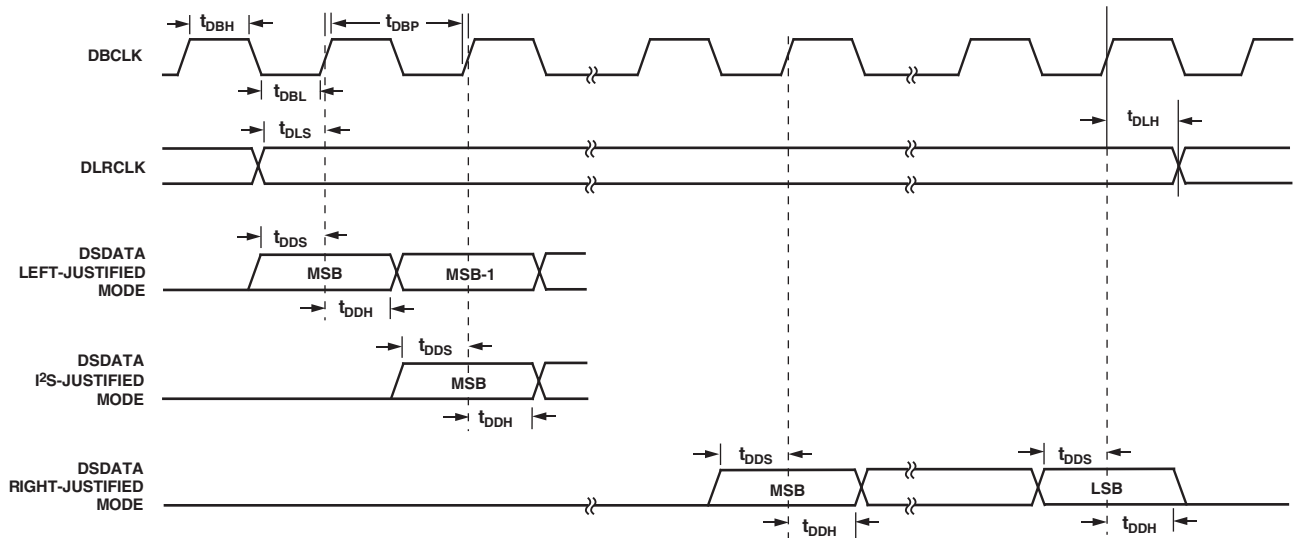 tDBH
tDBP
DBCLK
tDBL
tDLS
tDLH
DLRCLK
tDDS
DSDATA
LEFT-JUSTIFIED
MODE
MSB
MSB-1
tDDH
DSDATA
I²S-JUSTIFIED
MODE
tDDS
MSB
tDDH
DSDATA
RIGHT-JUSTIFIED
MODE
tDDS
tDDS
MSB
LSB
tDDH
tDDH